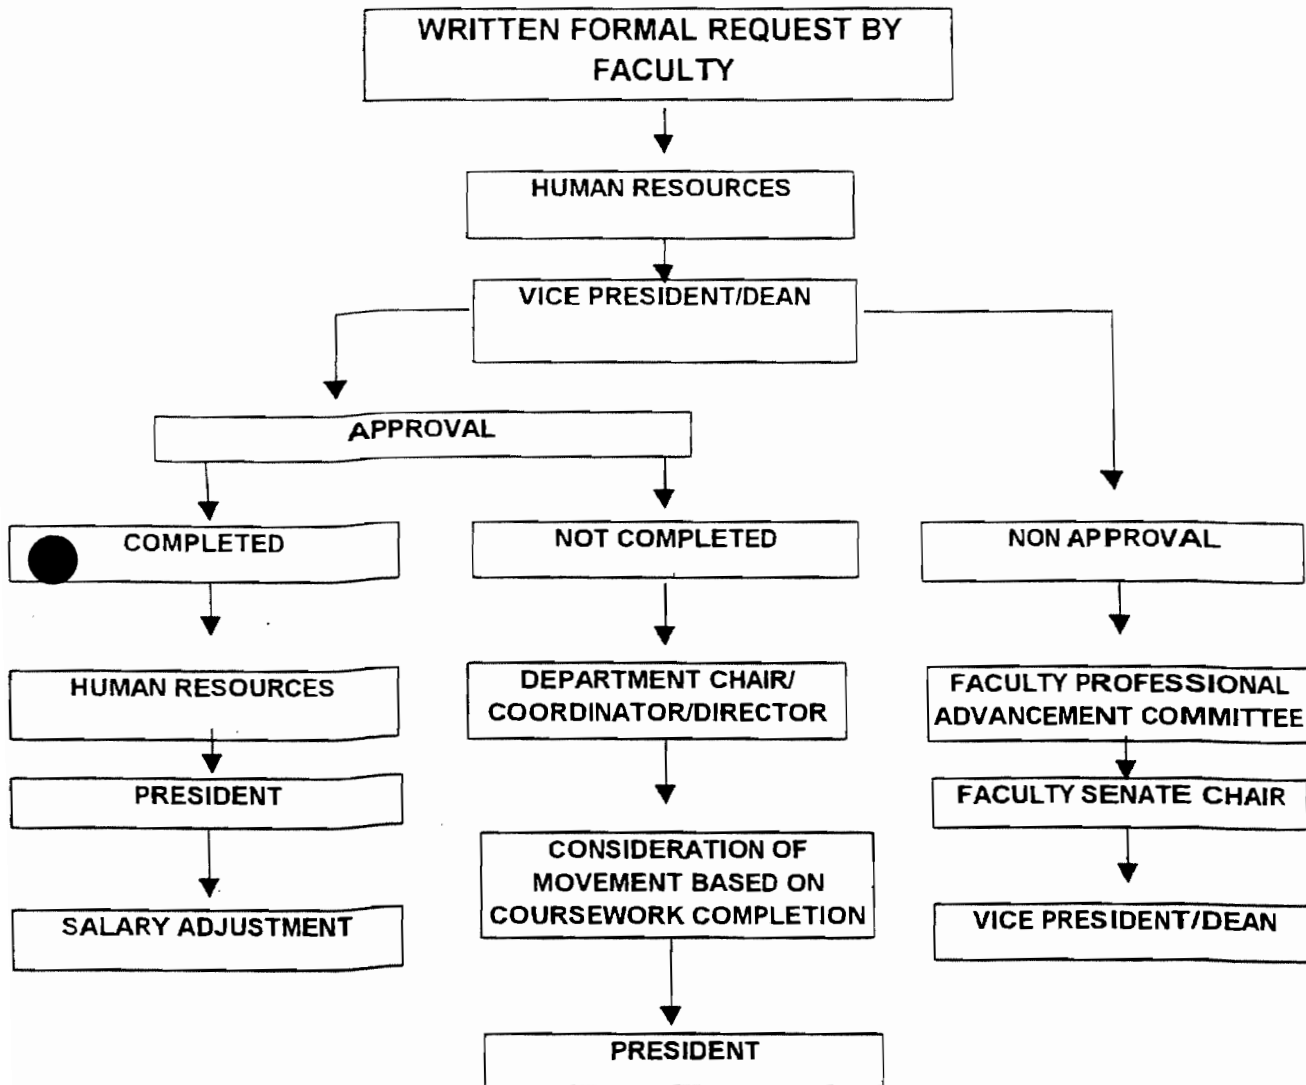 WRITTEN FORMAL REQUEST BY
FACULTY
HUMAN RESOURCES
VICE PRESIDENT/DEAN
APPROVAL
COMPLETED
NOT COMPLETED
NON APPROVAL
HUMAN RESOURCES
DEPARTMENT CHAIR/
COORDINATOR/DIRECTOR
FACULTY PROFESSIONAL
ADVANCEMENT COMMITTEE
PRESIDENT
FACULTY SENATE CHAIR
CONSIDERATION OF
MOVEMENT BASED ON
COURSEWORK COMPLETION
SALARY ADJUSTMENT
VICE PRESIDENT/DEAN
PRESIDENT